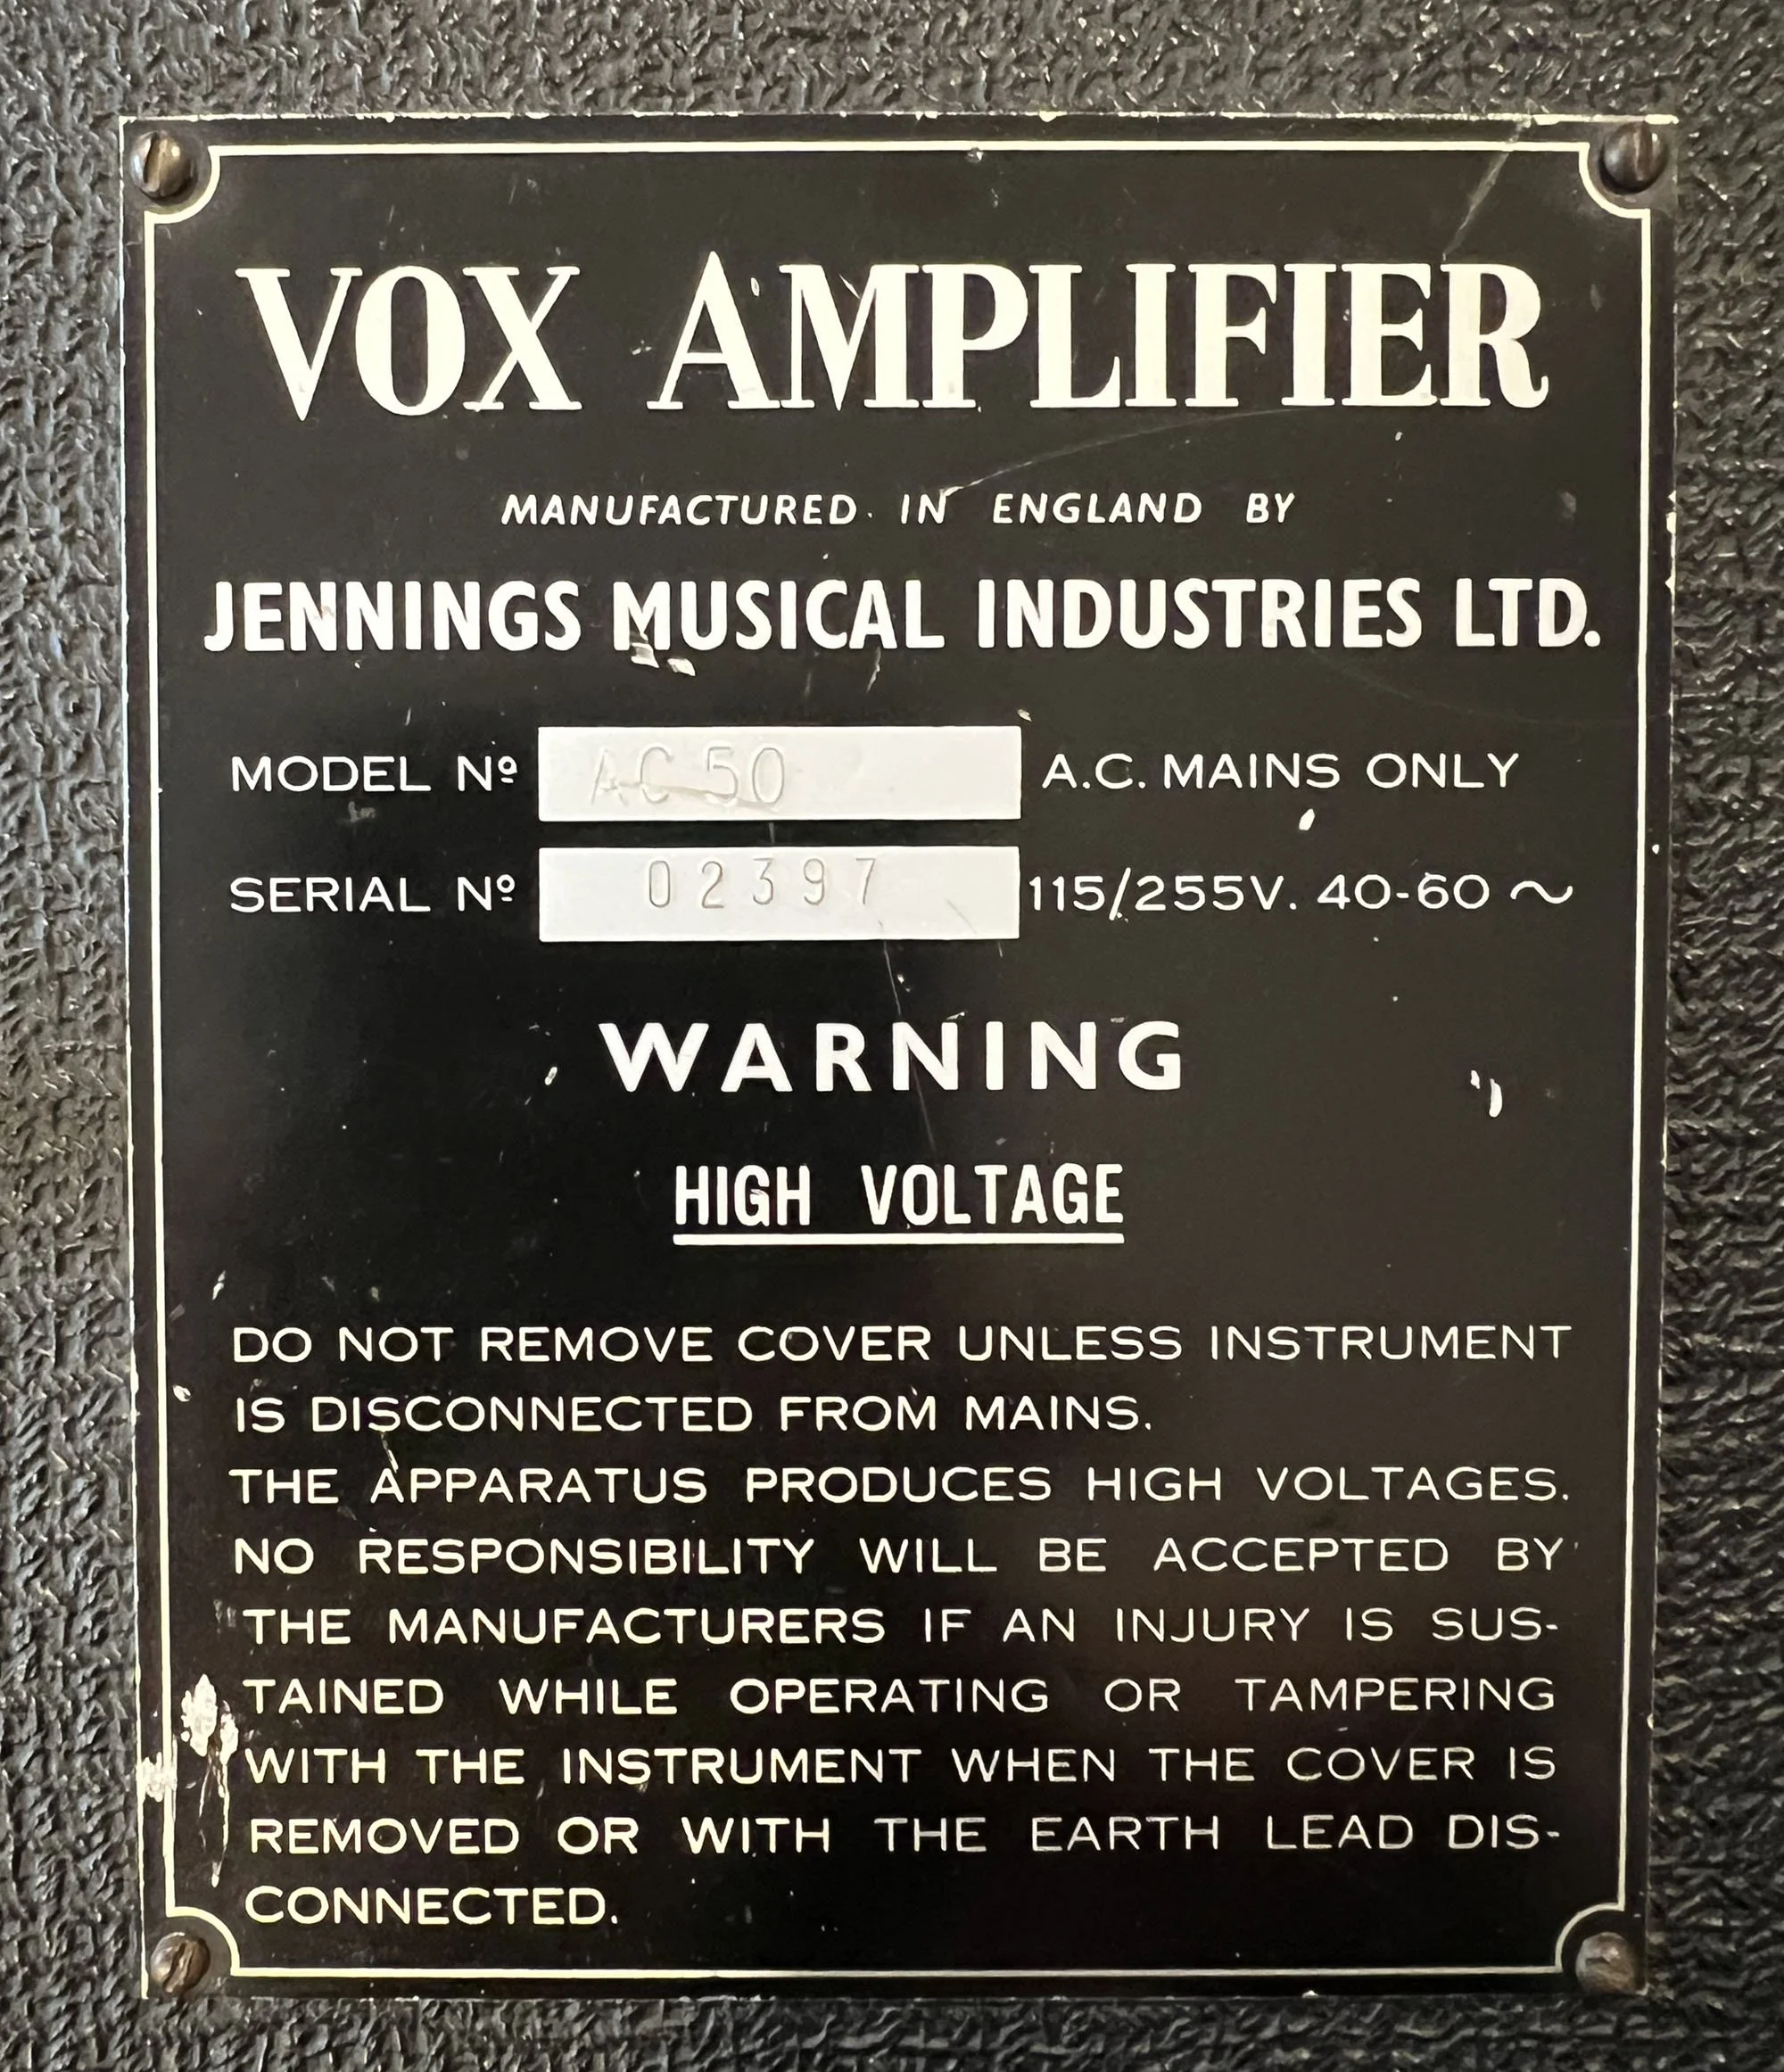 VOX AMPLIFIER
MANUFACTURED IN ENGLAND BY
JENNINGS MUSICAL INDUSTRIES LTD.
MODEL Nº AC50 A.C. MAINS ONLY
SERIAL Nº 02397 115/255V. 40-60 ~
WARNING
HIGH VOLTAGE
DO NOT REMOVE COVER UNLESS INSTRUMENT
IS DISCONNECTED FROM MAINS.
THE APPARATUS PRODUCES HIGH VOLTAGES.
NO RESPONSIBILITY WILL BE ACCEPTED BY
THE MANUFACTURERS IF AN INJURY IS SUS-
TAINED WHILE OPERATING OR TAMPERING
WITH THE INSTRUMENT WHEN THE COVER IS
REMOVED OR WITH THE EARTH LEAD DIS-
CONNECTED.